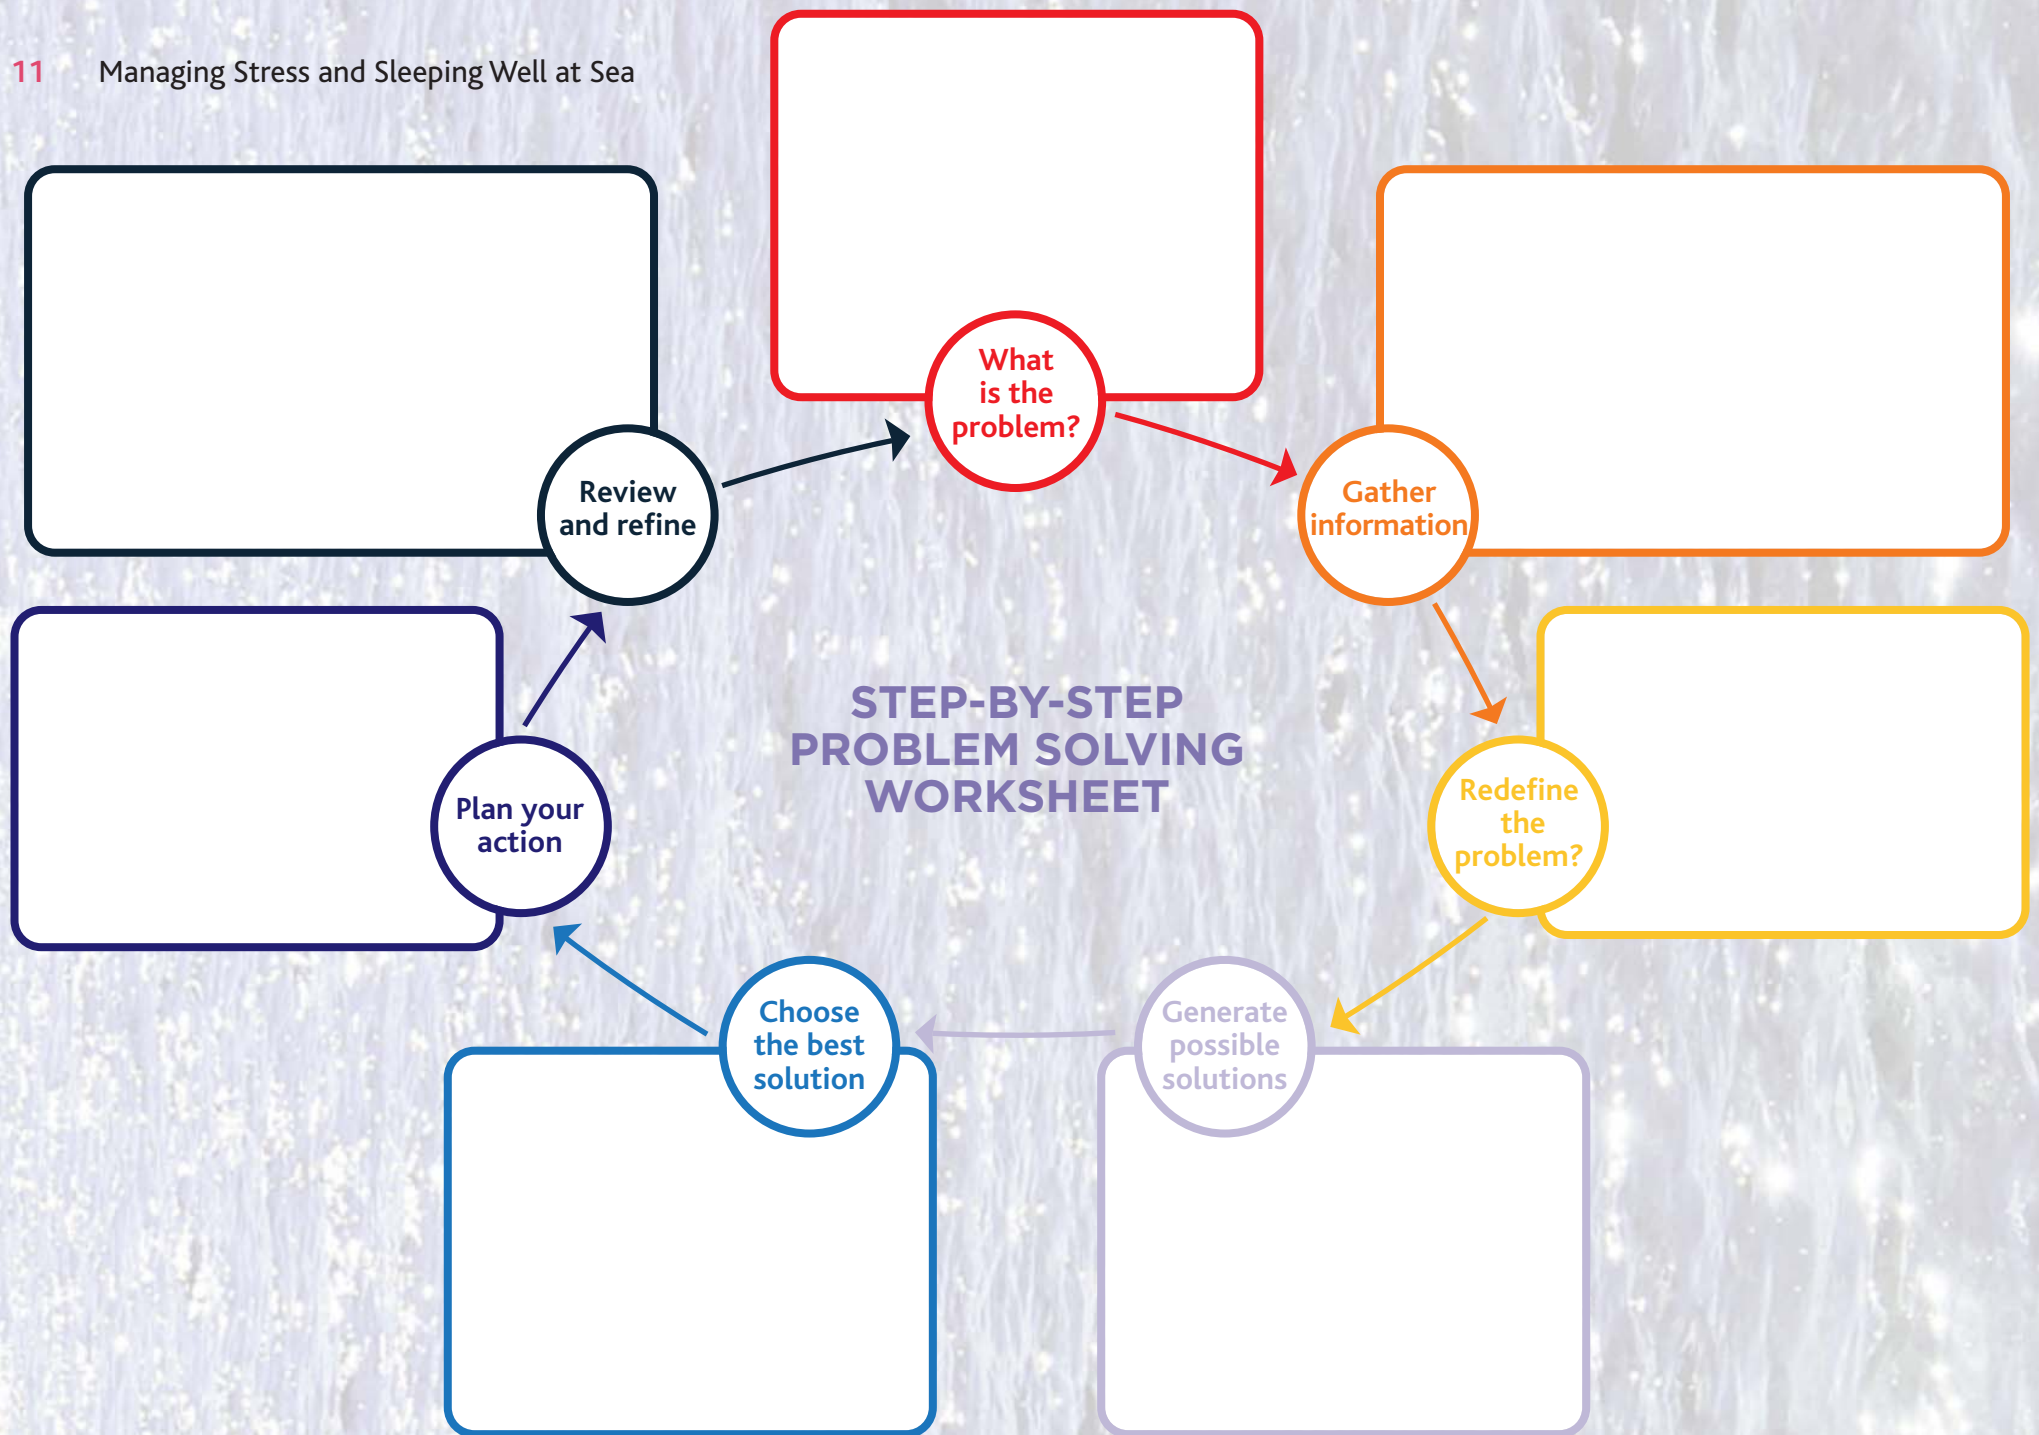 11 Managing Stress and Sleeping Well at Sea
What
is the
problem?
Gather
information
Redefine
the
problem?
Generate
possible
solutions
Choose
the best
solution
Plan your
action
Review
and refine
STEP-BY-STEP
PROBLEM SOLVING
WORKSHEET